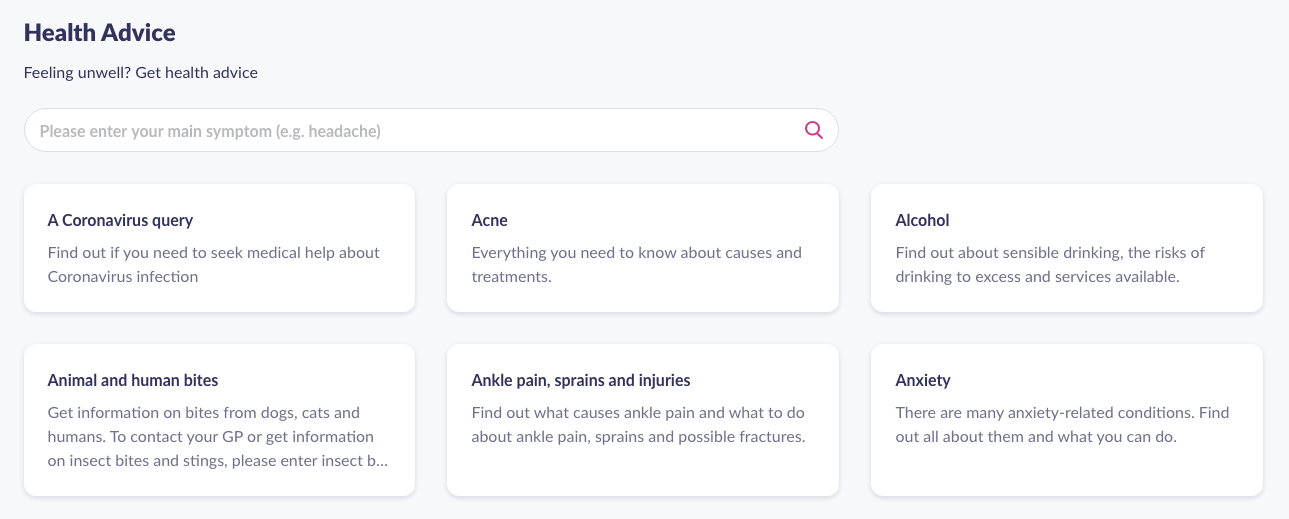 Health Advice
Feeling unwell? Get health advice
Please enter your main symptom (e.g. headache)
A Coronavirus query
Find out if you need to seek medical help about
Coronavirus infection
Acne
Everything you need to know about causes and
treatments.
Alcohol
Find out about sensible drinking, the risks of
drinking to excess and services available.
Animal and human bites
Get information on bites from dogs, cats and
humans. To contact your GP or get information
on insect bites and stings, please enter insect b...
Ankle pain, sprains and injuries
Find out what causes ankle pain and what to do
about ankle pain, sprains and possible fractures.
Anxiety
There are many anxiety-related conditions. Find
out all about them and what you can do.